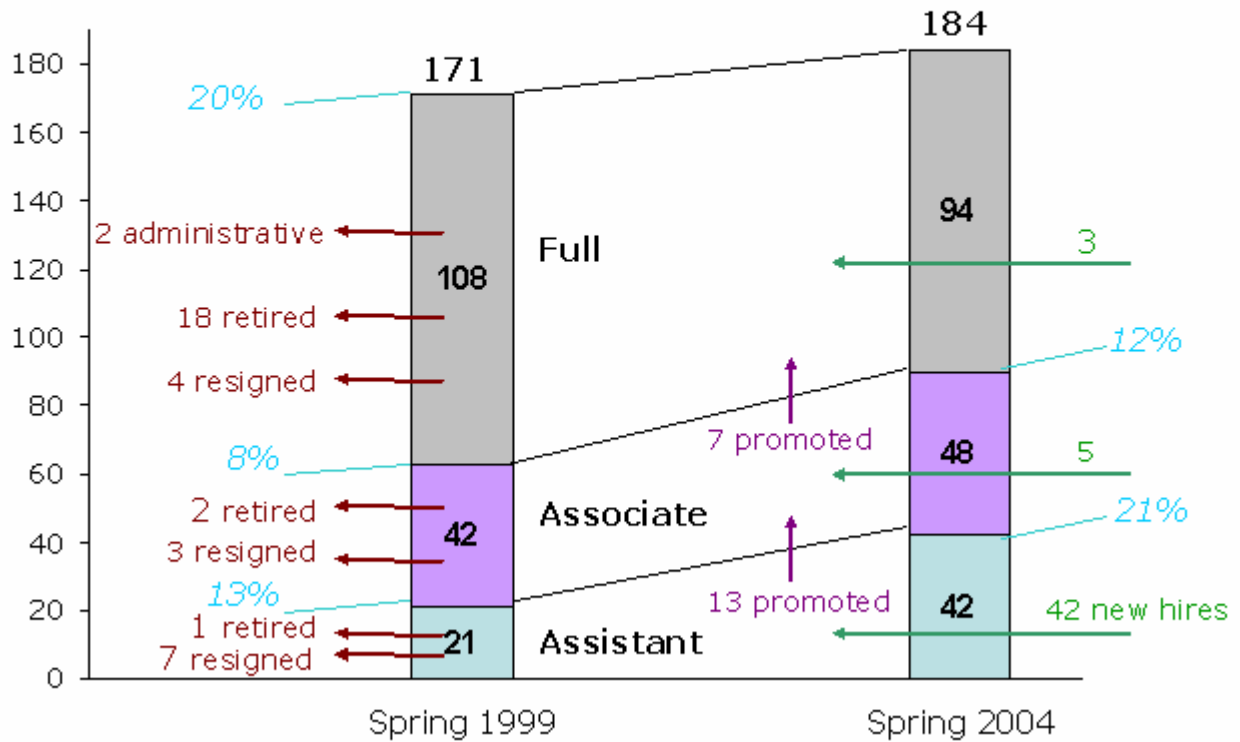 184
171
180
20%
160
140
94
2 administrative
Full
3
120
108
18 retired
100
12%
4 resigned
80
7 promoted
8%
48
5
60
2 retired
Associate
21%
42
3 resigned
40
13%
13 promoted
42
42 new hires
20
1 retired
21
Assistant
7 resigned
0
Spring 1999
Spring 2004